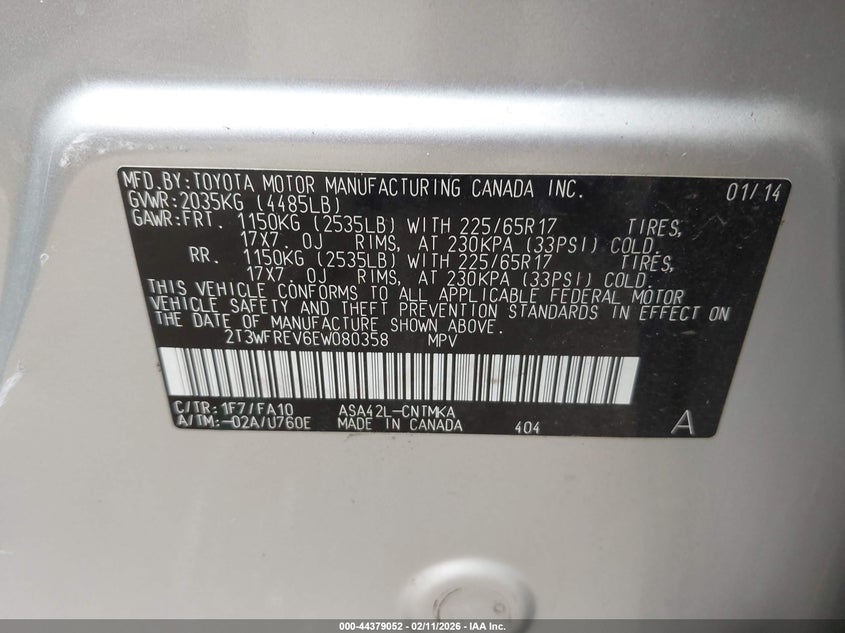 MFD.BY:TOYOTA MOTOR MANUFACTURING CANADA INC. 01/14
GVWR:2035KG (4485LB)
GAWR:FRT. 1150KG (2535LB) WITH 225/65R17 TIRES,
17X7.0J RIMS, AT 230KPA (33PSI) COLD.
RR. 1150KG (2535LB) WITH 225/65R17 TIRES,
17X7.0J RIMS, AT 230KPA (33PSI) COLD.
THIS VEHICLE CONFORMS TO ALL APPLICABLE FEDERAL MOTOR
VEHICLE SAFETY AND THEFT PREVENTION STANDARDS IN EFFECT ON
THE DATE OF MANUFACTURE SHOWN ABOVE.
2T3WFREV6EW080358 MPV
C/TR: 1F7/FA10 ASA42L-CNTMKA
A/TM:-02A/U760E MADE IN CANADA 404 A
000-44379052 - 02/11/2026 - IAA Inc.